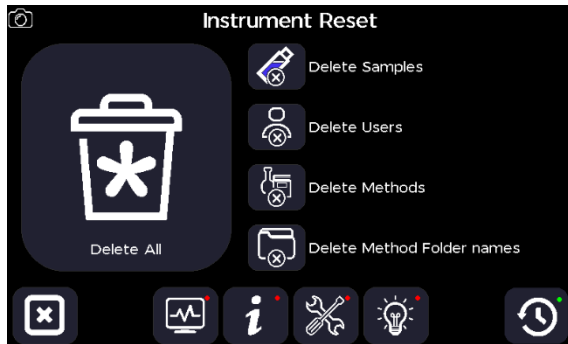 Instrument Reset
Delete Samples
Delete Users
Delete Methods
Delete All
Delete Method Folder names